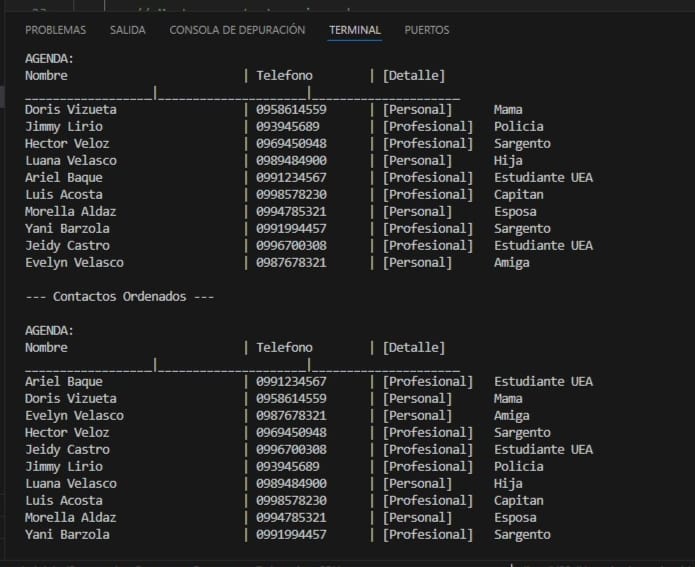 PROBLEMAS SALIDA CONSOLA DE DEPURACIÓN TERMINAL PUERTOS
AGENDA:
Nombre | Telefono | [Detalle]
__________________|_____________________|_____________________
Doris Vizueta | 0958614559 | [Personal] Mama
Jimmy Lirio | 093945689 | [Profesional] Policia
Hector Veloz | 0969450948 | [Profesional] Sargento
Luana Velasco | 0989484900 | [Personal] Hija
Ariel Baque | 0991234567 | [Profesional] Estudiante UEA
Luis Acosta | 0998578230 | [Profesional] Capitan
Morella Aldaz | 0994785321 | [Personal] Esposa
Yani Barzola | 0991994457 | [Profesional] Sargento
Jeidy Castro | 0996700308 | [Profesional] Estudiante UEA
Evelyn Velasco | 0987678321 | [Personal] Amiga
--- Contactos Ordenados ---
AGENDA:
Nombre | Telefono | [Detalle]
__________________|_____________________|_____________________
Ariel Baque | 0991234567 | [Profesional] Estudiante UEA
Doris Vizueta | 0958614559 | [Personal] Mama
Evelyn Velasco | 0987678321 | [Personal] Amiga
Hector Veloz | 0969450948 | [Profesional] Sargento
Jeidy Castro | 0996700308 | [Profesional] Estudiante UEA
Jimmy Lirio | 093945689 | [Profesional] Policia
Luana Velasco | 0989484900 | [Personal] Hija
Luis Acosta | 0998578230 | [Profesional] Capitan
Morella Aldaz | 0994785321 | [Personal] Esposa
Yani Barzola | 0991994457 | [Profesional] Sargento